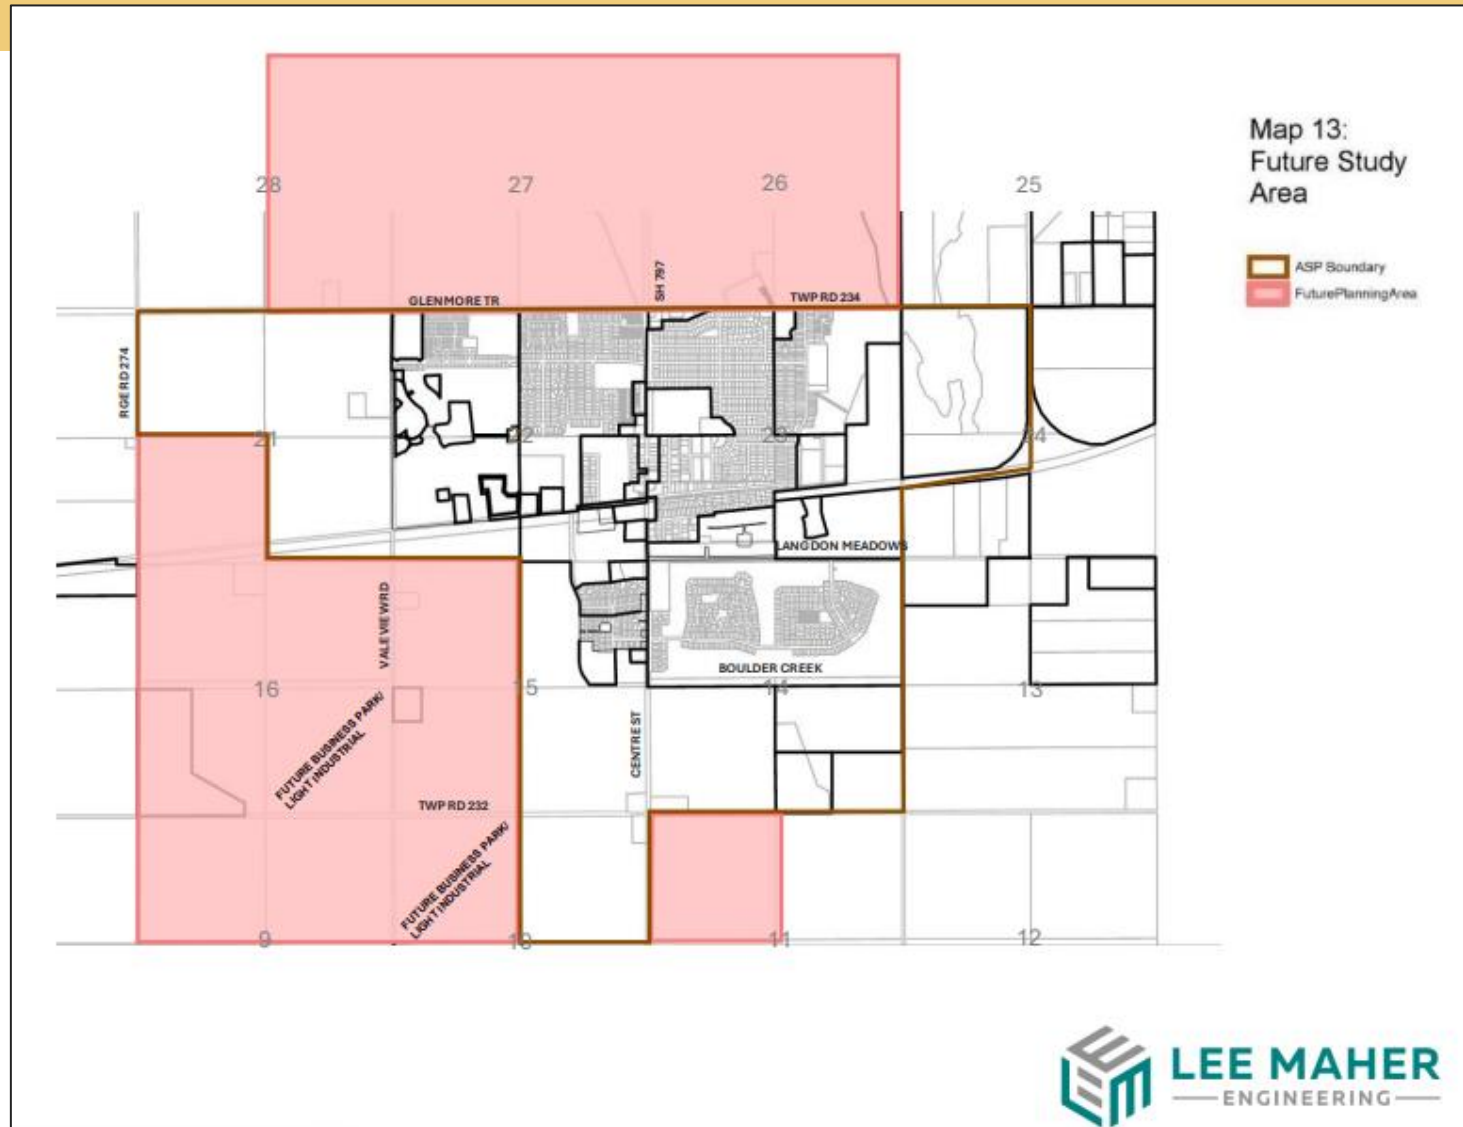 Map 13:
Future Study
Area
ASP Boundary
FuturePlanningArea
28
27
26
25
SH 797
GLENMORE TR
TWP RD 234
RGE RD 274
21
22
23
24
LANGDON MEADOWS
VALE VIEW RD
BOULDER CREEK
16
15
14
13
FUTURE BUSINESS PARK/
LIGHT INDUSTRIAL
CENTRE ST
TWP RD 232
FUTURE BUSINESS PARK/
LIGHT INDUSTRIAL
9
10
11
12
LEE MAHER
ENGINEERING